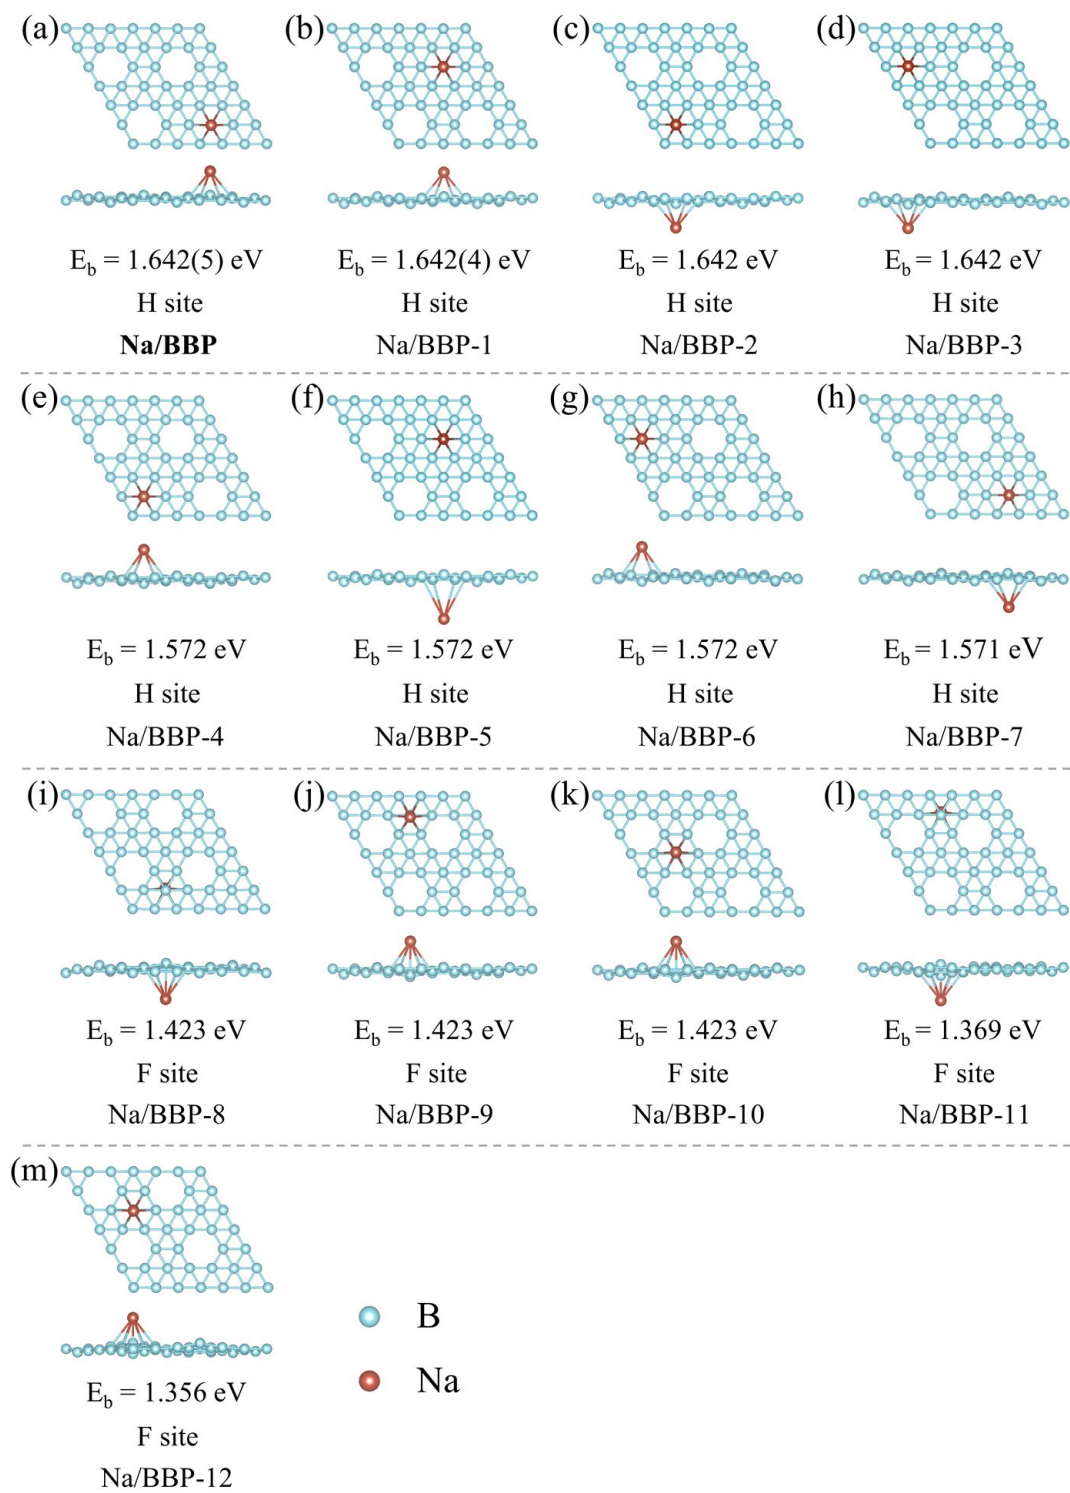 (a) (b) (c) (d)
E_b = 1.642(5) eV E_b = 1.642(4) eV E_b = 1.642 eV E_b = 1.642 eV
H site H site H site H site
Na/BBP Na/BBP-1 Na/BBP-2 Na/BBP-3
(e) (f) (g) (h)
E_b = 1.572 eV E_b = 1.572 eV E_b = 1.572 eV E_b = 1.571 eV
H site H site H site H site
Na/BBP-4 Na/BBP-5 Na/BBP-6 Na/BBP-7
(i) (j) (k) (l)
E_b = 1.423 eV E_b = 1.423 eV E_b = 1.423 eV E_b = 1.369 eV
F site F site F site F site
Na/BBP-8 Na/BBP-9 Na/BBP-10 Na/BBP-11
(m)
B
Na
E_b = 1.356 eV
F site
Na/BBP-12